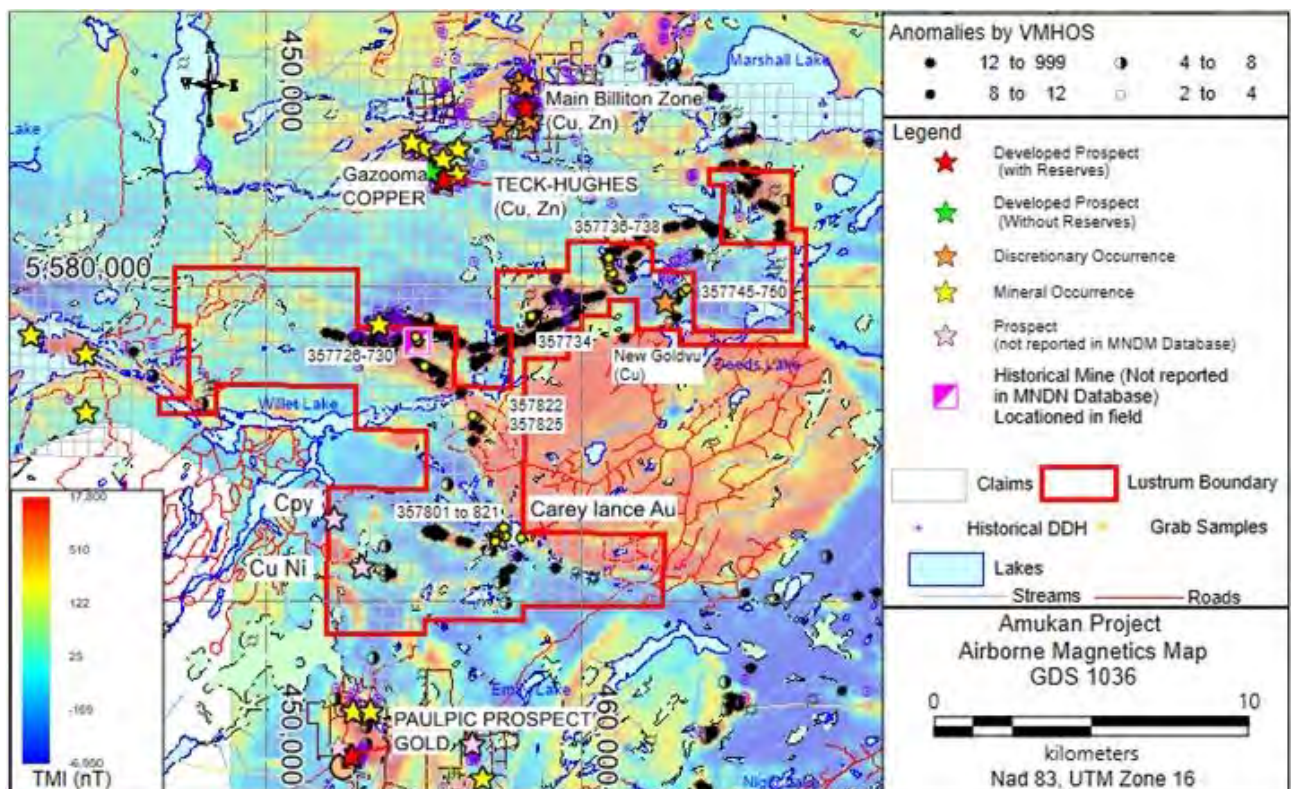 Marshall Lake
450,000
Main Billiton Zone
(Cu, Zn)
Lake
Gazooma
COPPER
TECK-HUGHES
(Cu, Zn)
357736-738
5,580,000
357745-750
357726-730
357734-
New Goldvu
(Cu)
Willet Lake
357822
357825
Cpy
357801 to 821
Carey lance Au
Cu Ni
450,000
PAULPIC PROSPECT
GOLD
460,000
17,800
510
122
25
-169
TMI (nT)
Anomalies by VMHOS
12 to 999
4 to 8
8 to 12
2 to 4
Legend
Developed Prospect
(with Reserves)
Developed Prospect
(Without Reserves)
Discretionary Occurrence
Mineral Occurrence
Prospect
(not reported in MNDM Database)
Historical Mine (Not reported
in MNDN Database)
Locationed in field
Claims
Lustrum Boundary
Historical DDH
Grab Samples
Lakes
Streams
Roads
Amukan Project
Airborne Magnetics Map
GDS 1036
0 10
kilometers
Nad 83, UTM Zone 16